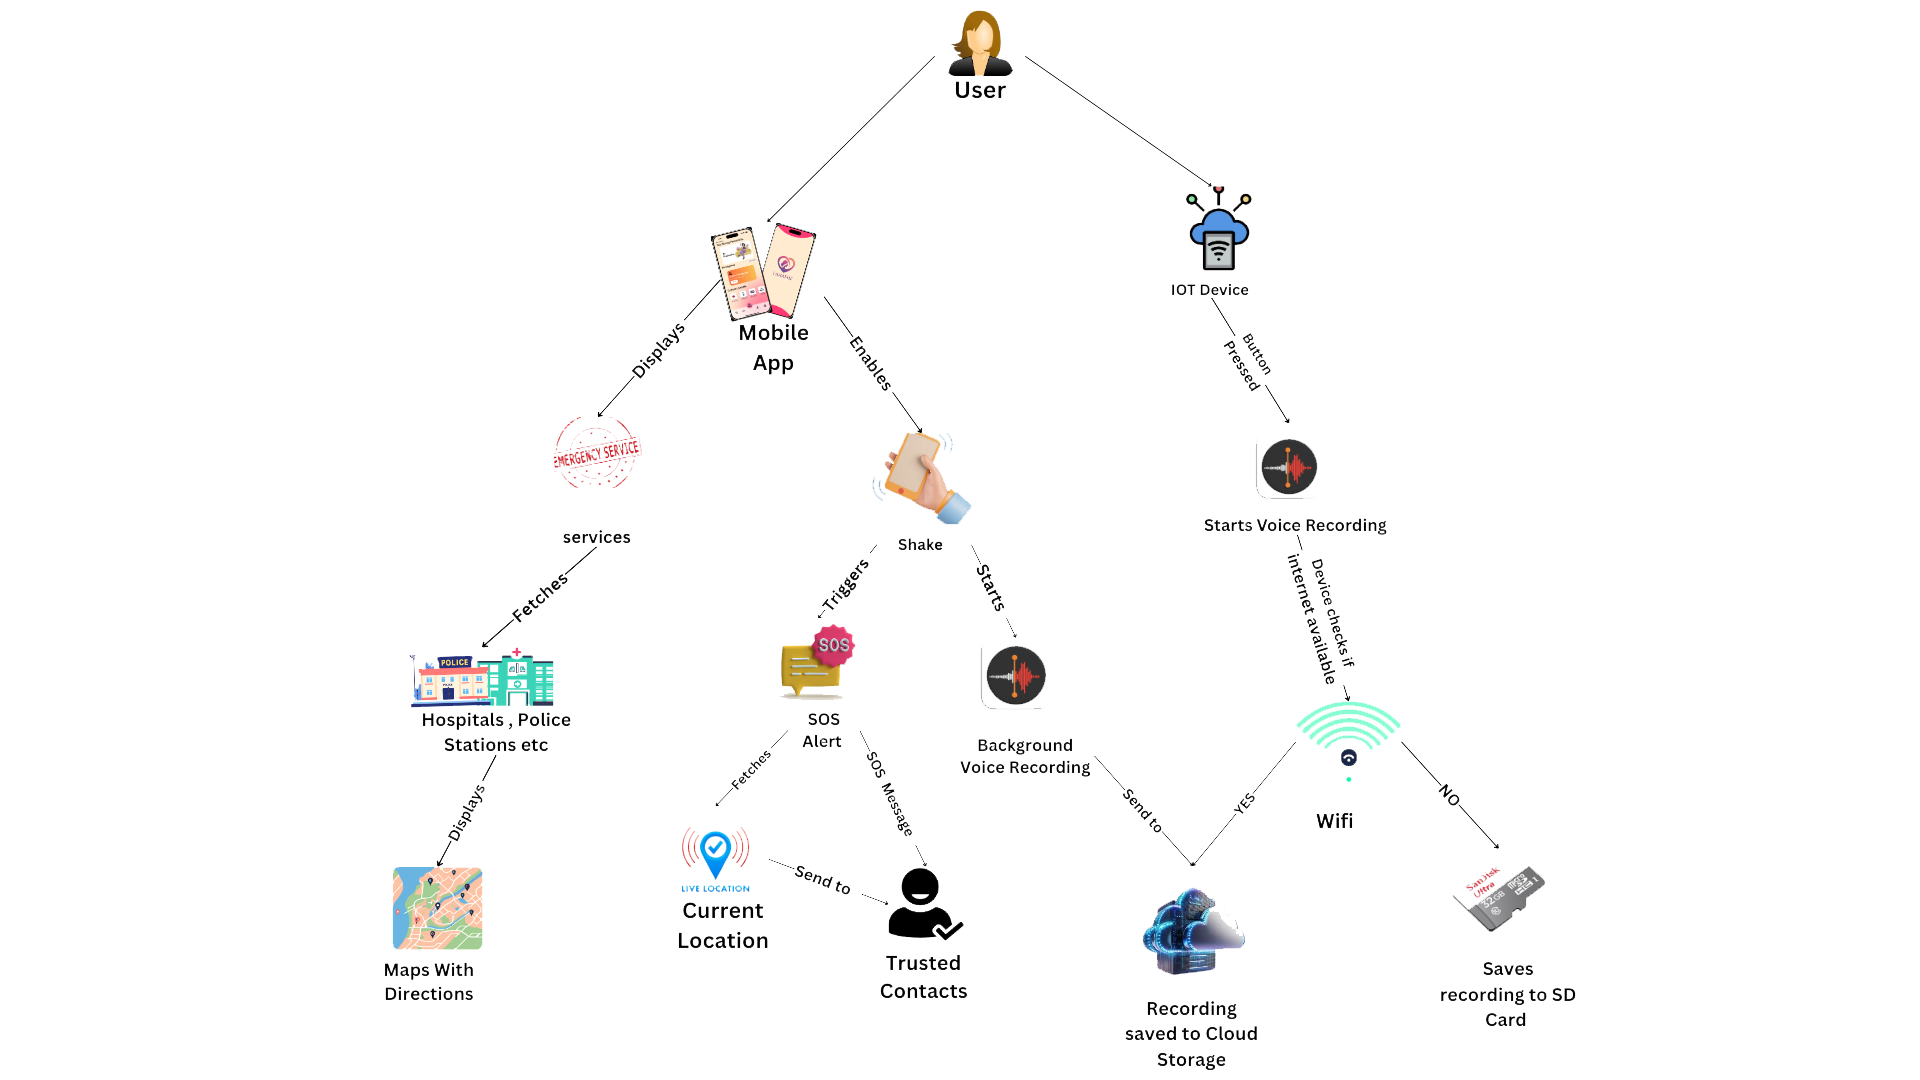 User
IOT Device
Mobile
App
Displays
Enables
Button
Pressed
EMERGENCY SERVICE
services
Shake
Starts Voice Recording
Fetches
Triggers
Starts
Device checks if
internet available
POLICE
SOS
Hospitals , Police
Stations etc
SOS
Alert
Background
Voice Recording
Displays
Fetches
SOS Message
Send to
YES
NO
Wifi
LIVE LOCATION
Current
Location
Send to
Trusted
Contacts
SanDisk
Ultra
32GB
Maps With
Directions
Recording
saved to Cloud
Storage
Saves
recording to SD
Card